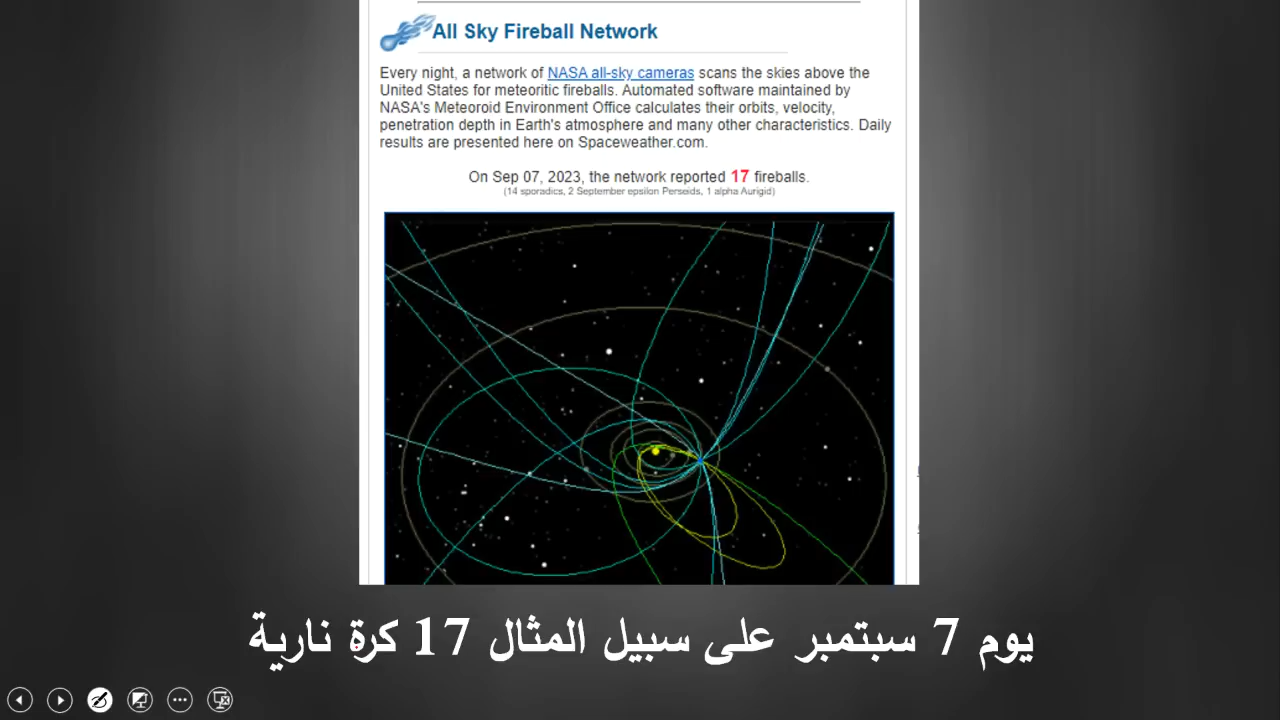 All Sky Fireball Network
Every night, a network of NASA all-sky cameras scans the skies above the
United States for meteoritic fireballs. Automated software maintained by
NASA's Meteoroid Environment Office calculates their orbits, velocity,
penetration depth in Earth's atmosphere and many other characteristics. Daily
results are presented here on Spaceweather.com.
On Sep 07, 2023, the network reported 17 fireballs.
(14 sporadics, 2 September epsilon Perseids, 1 alpha Aurigid)
يوم 7 سبتمبر على سبيل المثال 17 كرة نارية